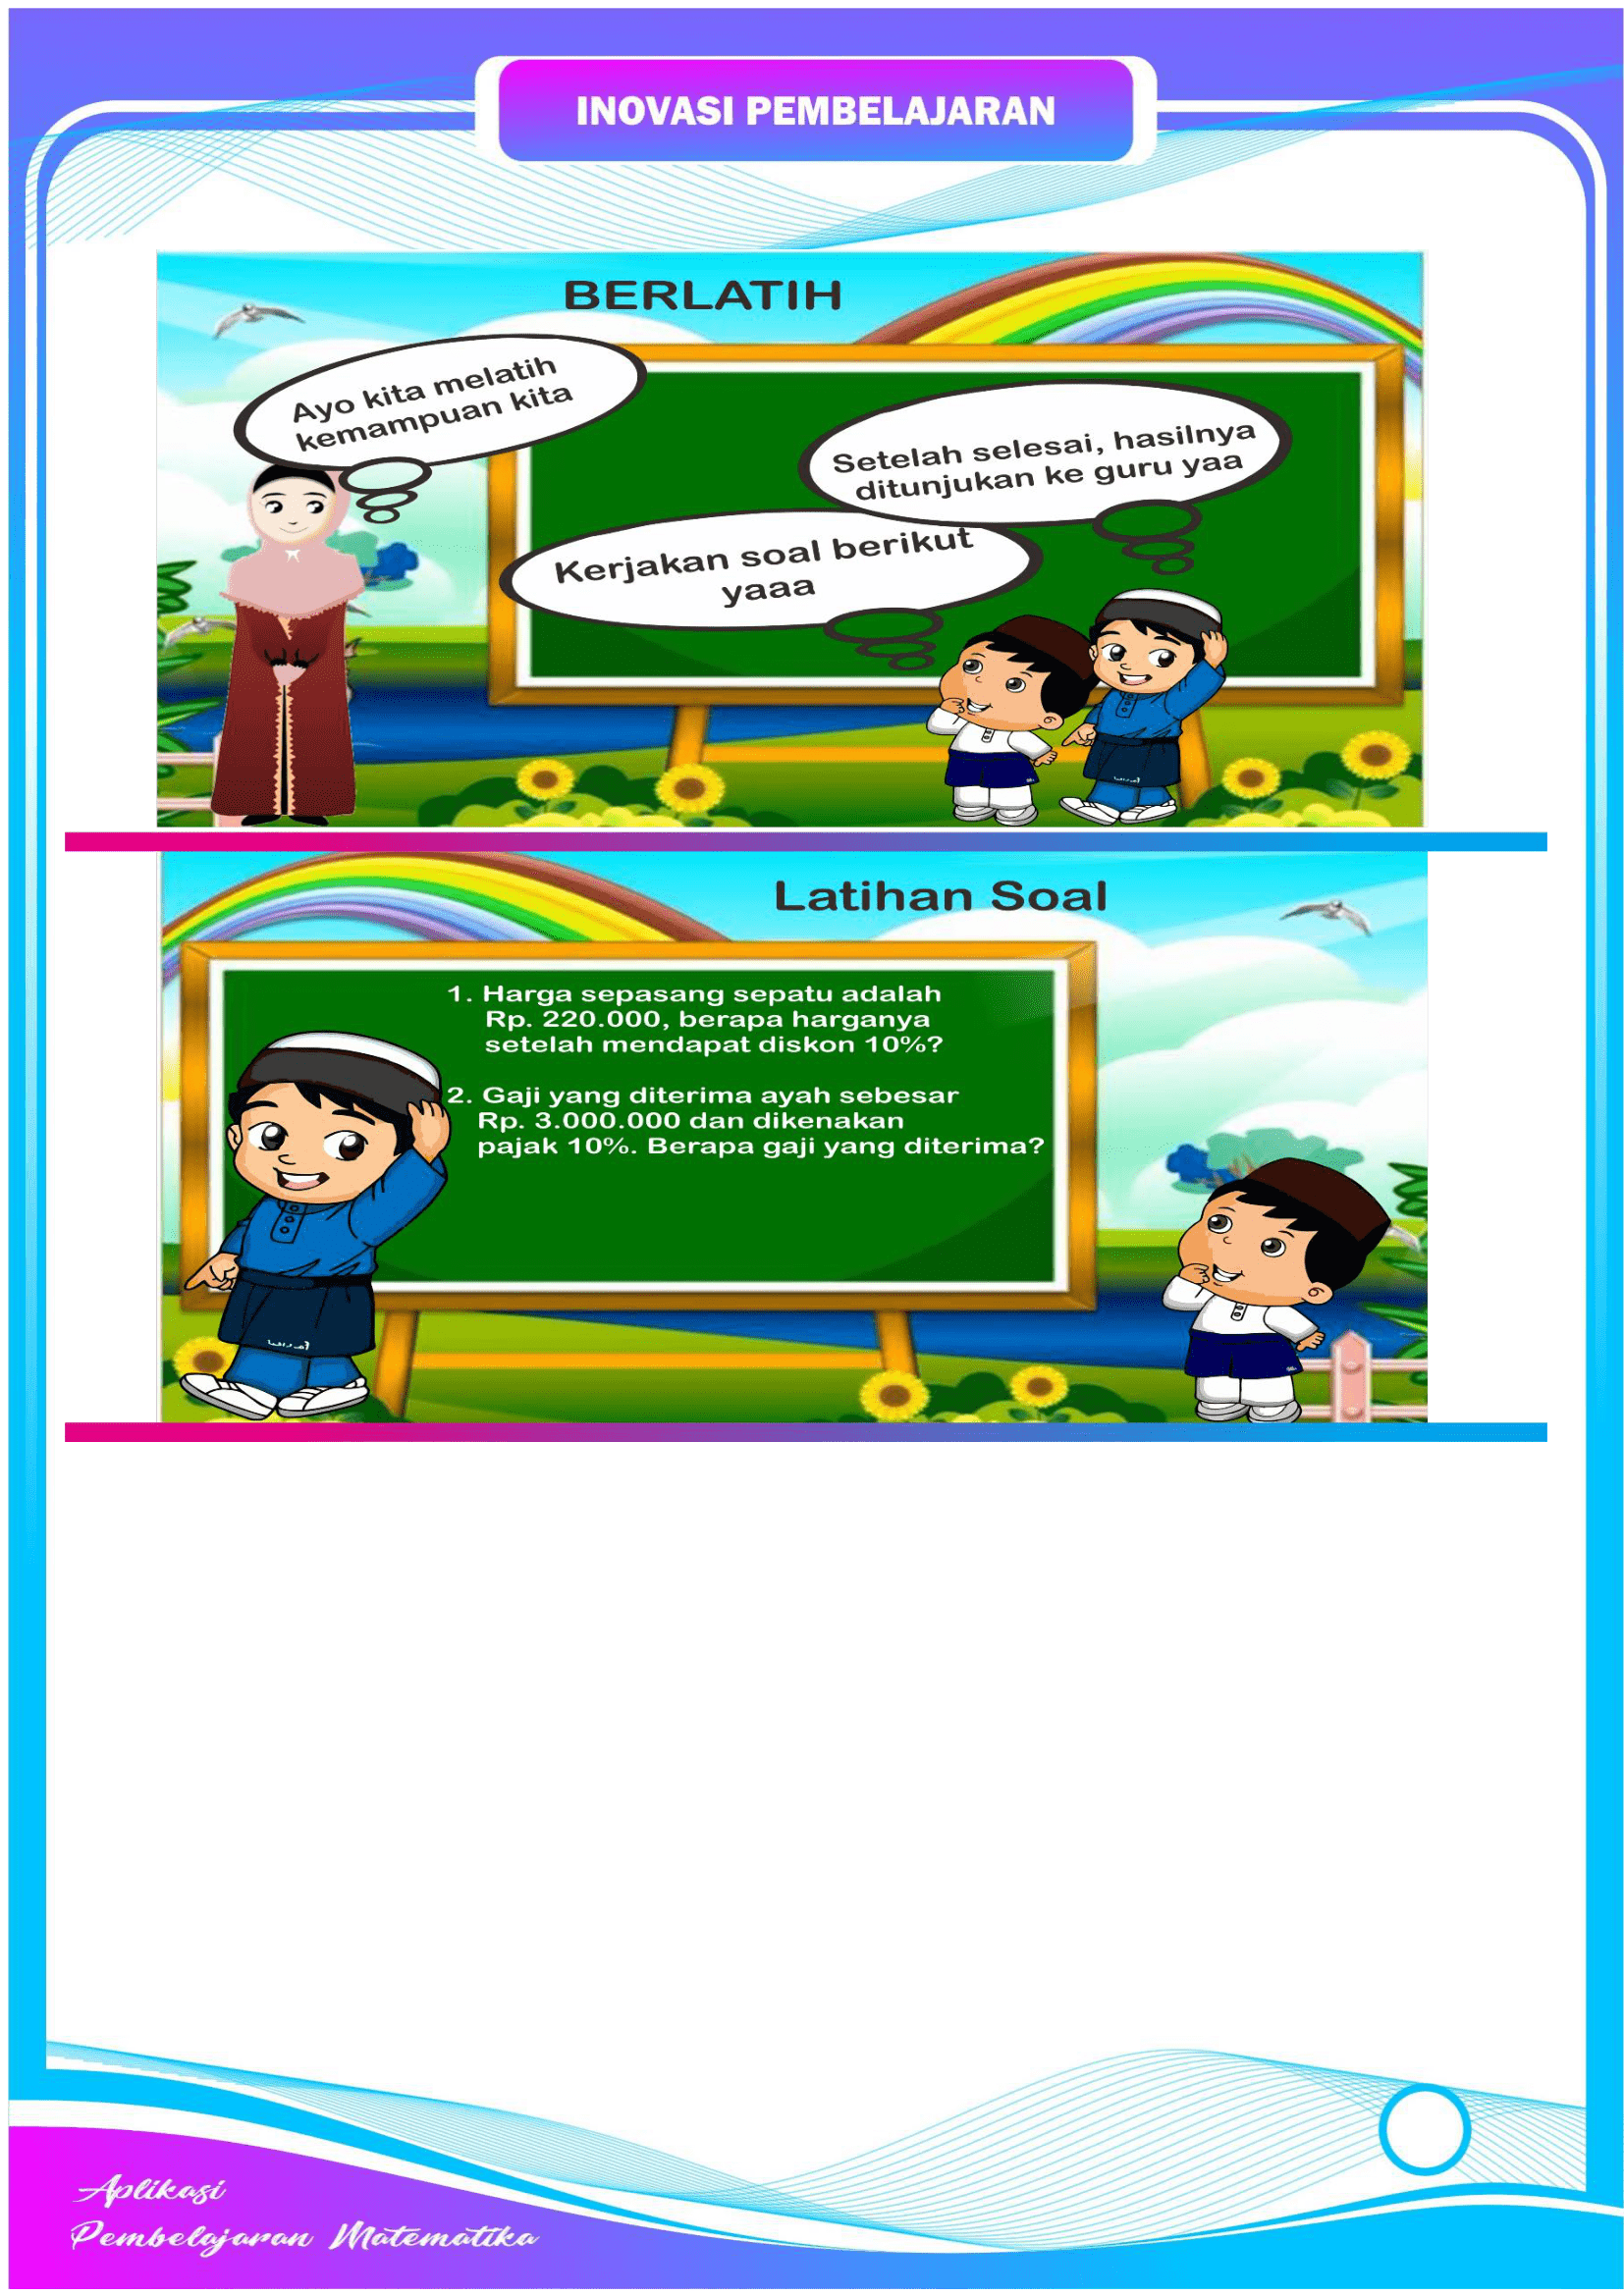 INOVASI PEMBELAJARAN
BERLATIH
Ayo kita melatih
kemampuan kita
Setelah selesai, hasilnya
ditunjukan ke guru yaa
Kerjakan soal berikut
yaaa
Latihan Soal
1. Harga sepasang sepatu adalah
Rp. 220.000, berapa harganya
setelah mendapat diskon 10%?
2. Gaji yang diterima ayah sebesar
Rp. 3.000.000 dan dikenakan
pajak 10%. Berapa gaji yang diterima?
Aplikasi
Pembelajaran Matematika